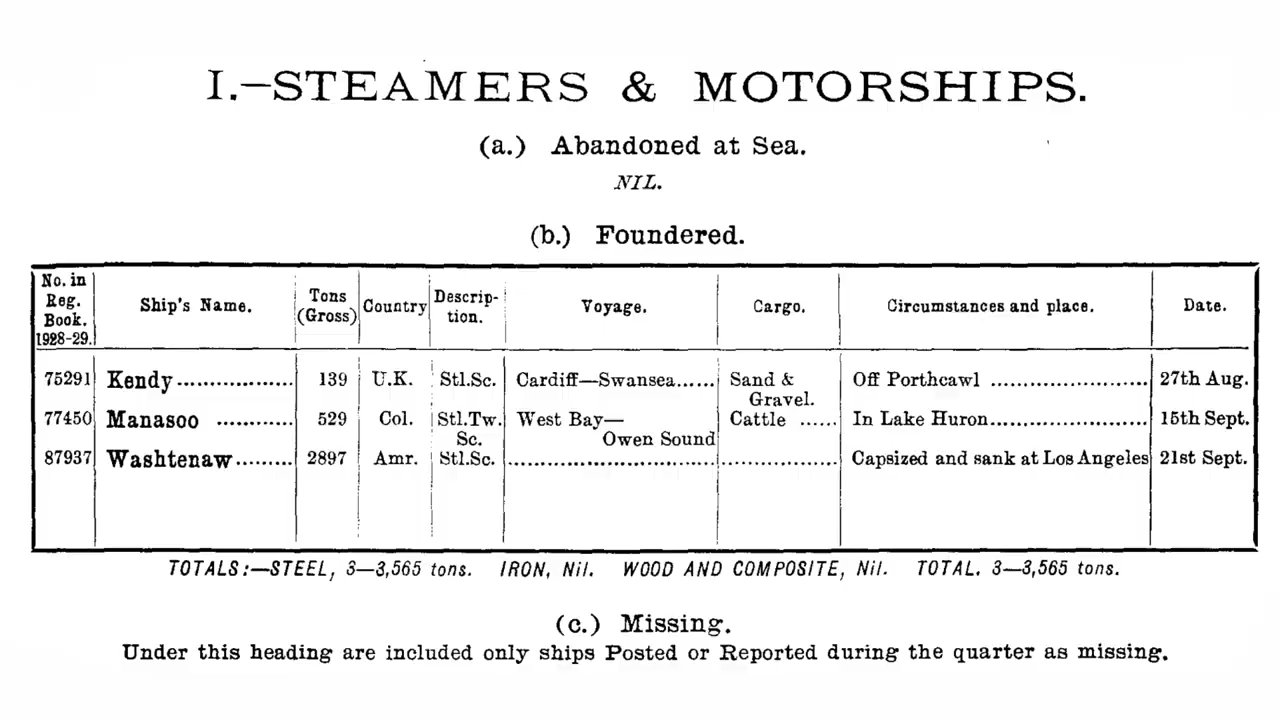 I.—STEAMERS & MOTORSHIPS.
(a.) Abandoned at Sea.
NIL.
(b.) Foundered.
No. in Reg. Book. 1928-29. Ship's Name. Tons (Gross) Country Descrip-tion. Voyage. Cargo. Circumstances and place. Date.
75291 Kendy.................. 139 U.K. Stl.Sc. Cardiff—Swansea...... Sand & Gravel. Off Porthcawl ........................ 27th Aug.
77450 Manasoo ............ 529 Col. Stl.Tw. Sc. West Bay— Owen Sound Cattle ...... In Lake Huron........................ 15th Sept.
87937 Washtenaw......... 2897 Amr. Stl.Sc. ................................ .................. Capsized and sank at Los Angeles 21st Sept.
TOTALS:—STEEL, 3—3,565 tons. IRON, Nil. WOOD AND COMPOSITE, Nil. TOTAL. 3—3,565 tons.
(c.) Missing.
Under this heading are included only ships Posted or Reported during the quarter as missing.